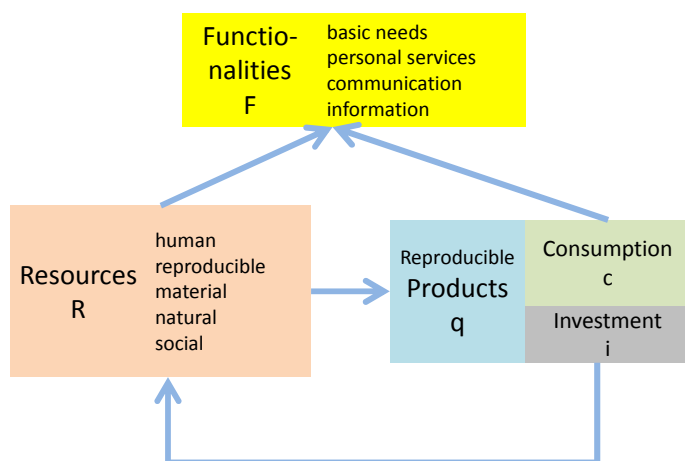 Functio-
nalities
F
basic needs
personal services
communication
information
Resources
R
human
reproducible
material
natural
social
Reproducible
Products
q
Consumption
c
Investment
i